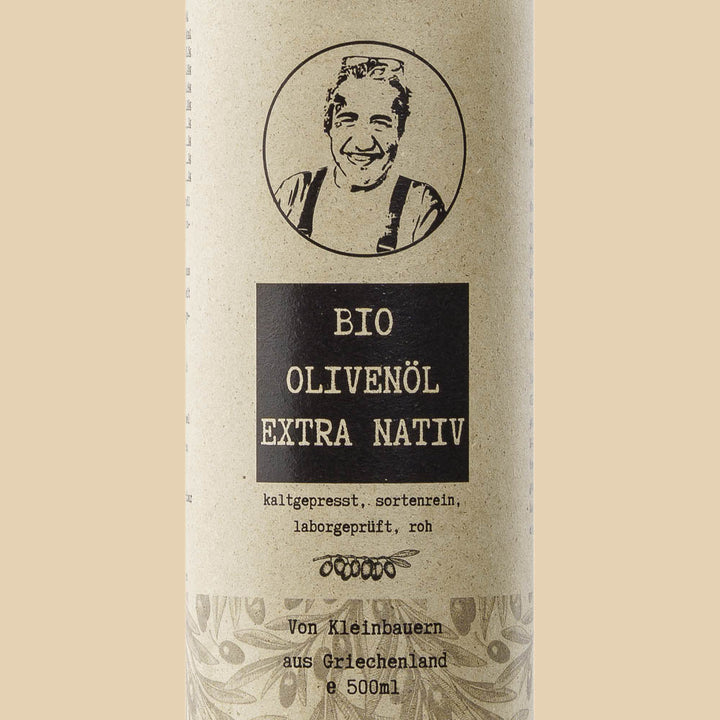 BIO
OLIVENÖL
EXTRA NATIV
kaltgepresst, sortenrein,
laborgeprüft, roh
Von Kleinbauern
aus Griechenland
℮ 500ml